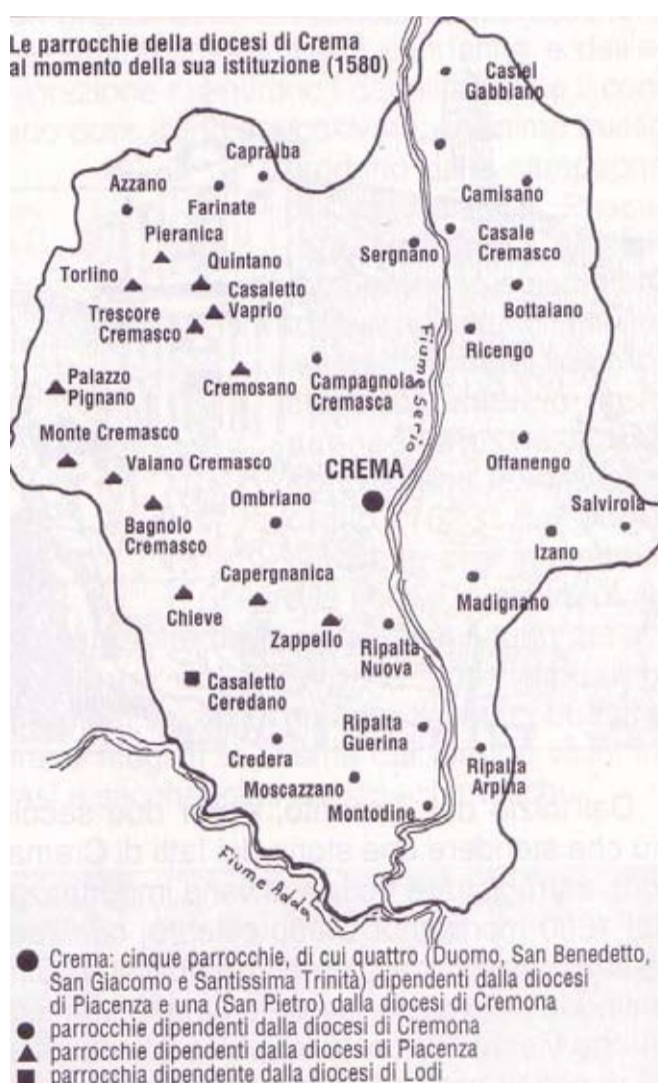 Le parrocchie della diocesi di Crema
al momento della sua istituzione (1580)
Castel
Gabbiano
Capralba
Azzano
Farinate
Camisano
Pieranica
Sergnano
Casale
Cremasco
Torlino
Quintano
Casaletto
Vaprio
Bottaiano
Trescore
Cremasco
Ricengo
Fiume Serio
Palazzo
Pignano
Cremosano
Campagnola
Cremasca
Monte Cremasco
Offanengo
Vaiano Cremasco
CREMA
Ombriano
Salvirola
Bagnolo
Cremasco
Izano
Capergnanica
Madignano
Chieve
Zappello
Ripalta
Nuova
Casaletto
Ceredano
Ripalta
Guerina
Credera
Ripalta
Arpina
Moscazzano
Montodine
Fiume Adda
Crema: cinque parrocchie, di cui quattro (Duomo, San Benedetto,
San Giacomo e Santissima Trinità) dipendenti dalla diocesi
di Piacenza e una (San Pietro) dalla diocesi di Cremona
parrocchie dipendenti dalla diocesi di Cremona
parrocchie dipendenti dalla diocesi di Piacenza
parrocchia dipendente dalla diocesi di Lodi